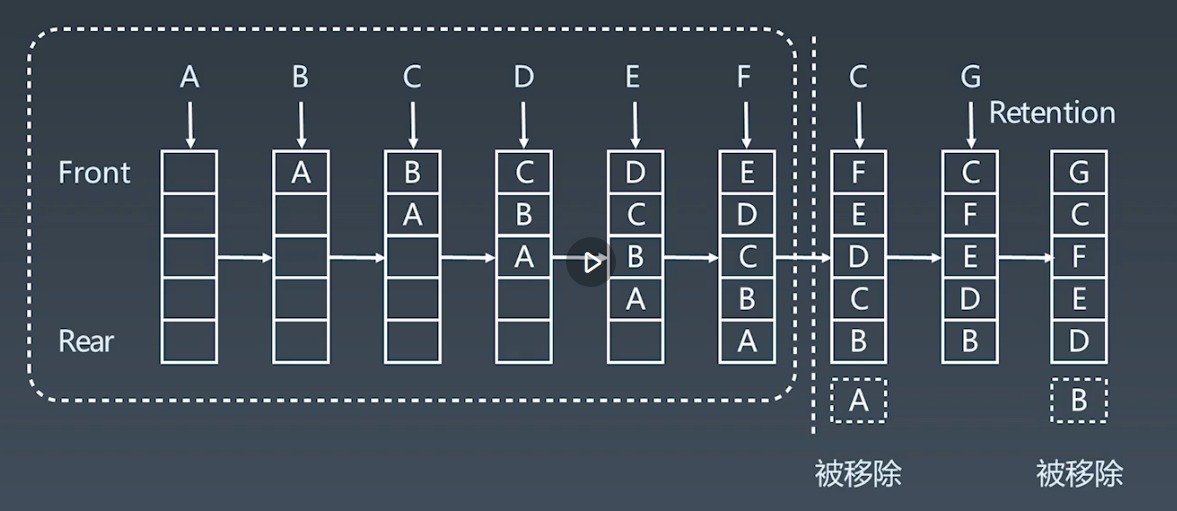 A B C D E F C G
Retention
Front A B C D E F C G
A B C D E F C
A B C D E F
A B C D E
Rear A B B D
A B
被移除 被移除